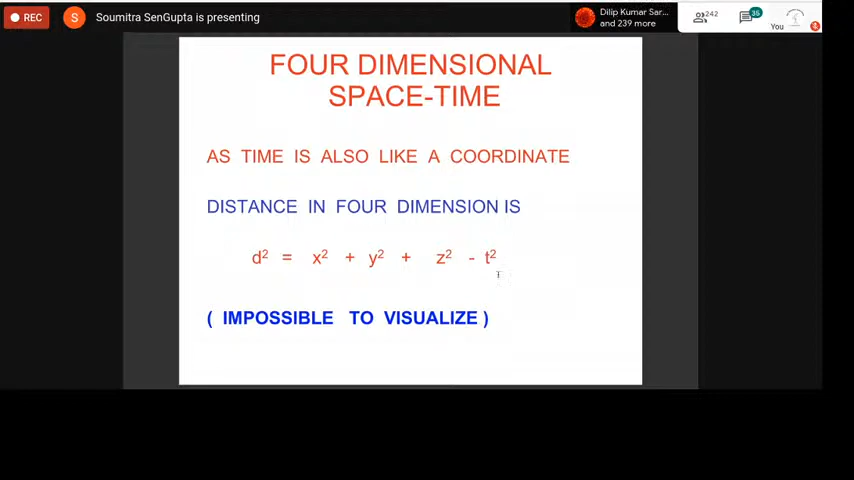 REC
S
Soumitra SenGupta is presenting
Dilip Kumar Sar...
and 239 more
242
35
You
FOUR DIMENSIONAL
SPACE-TIME
AS TIME IS ALSO LIKE A COORDINATE
DISTANCE IN FOUR DIMENSION IS
d² = x² + y² + z² - t²
( IMPOSSIBLE TO VISUALIZE )